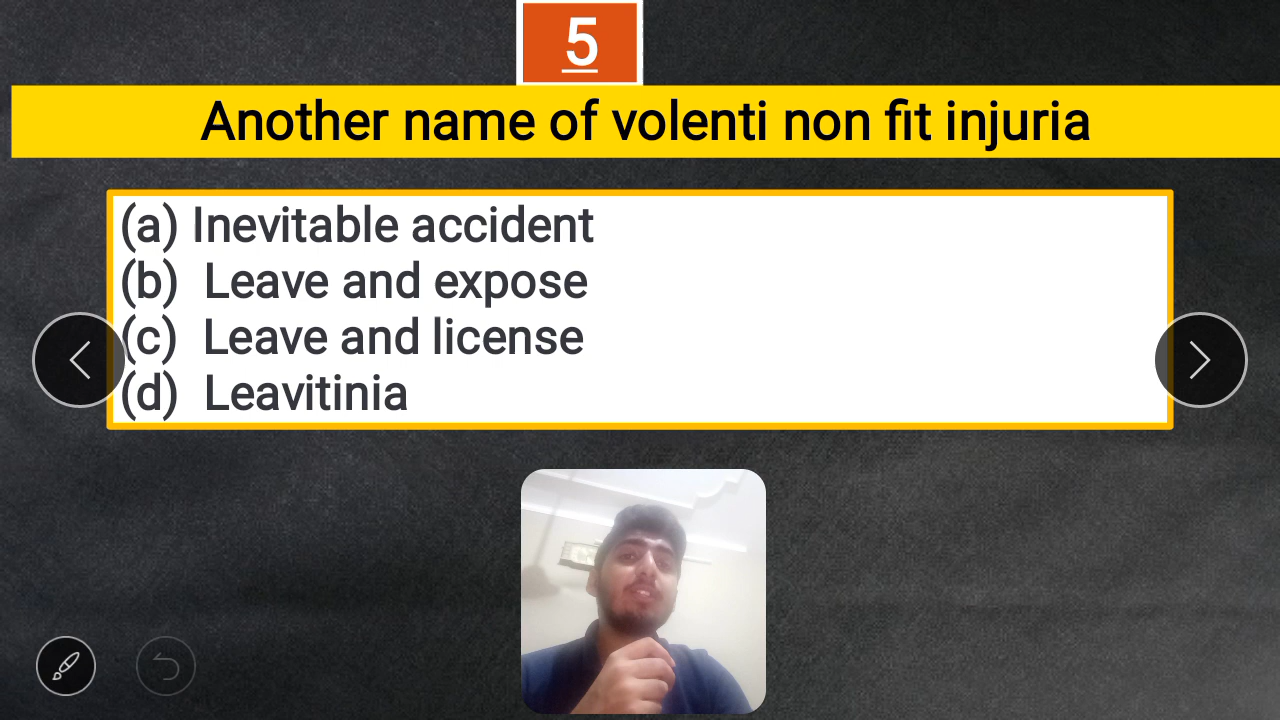 5
Another name of volenti non fit injuria
(a) Inevitable accident
(b) Leave and expose
(c) Leave and license
(d) Leavitinia